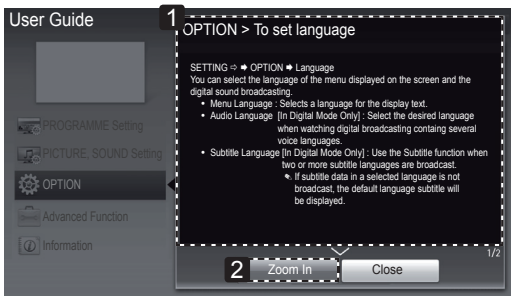 User Guide
1
OPTION > To set language
SETTING ⇨ ➡ OPTION ➡ Language
You can select the language of the menu displayed on the screen and the
digital sound broadcasting.
• Menu Language : Selects a language for the display text.
• Audio Language [In Digital Mode Only] : Select the desired language
when watching digital broadcasting containg several
voice languages.
• Subtitle Language [In Digital Mode Only] : Use the Subtitle function when
two or more subtitle languages are broadcast.
✎ If subtitle data in a selected language is not
broadcast, the default language subtitle will
be displayed.
PROGRAMME Setting
PICTURE, SOUND Setting
OPTION
Advanced Function
Information
1/2
2
Zoom In
Close